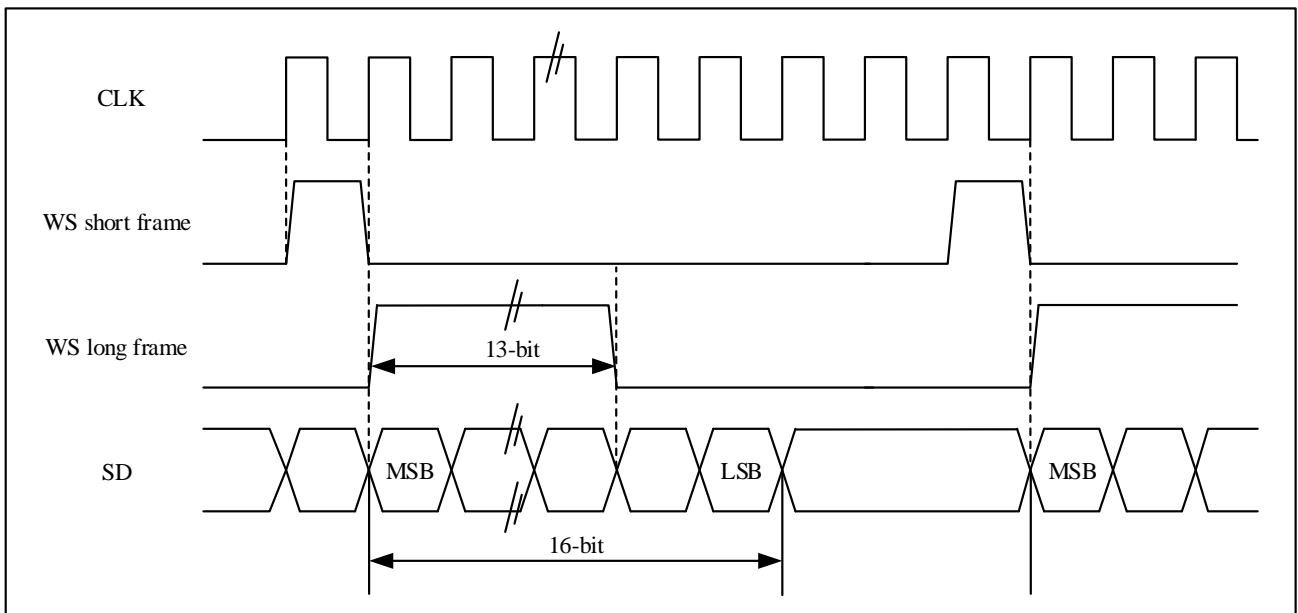 CLK
WS short frame
WS long frame
13-bit
SD
MSB
LSB
MSB
16-bit